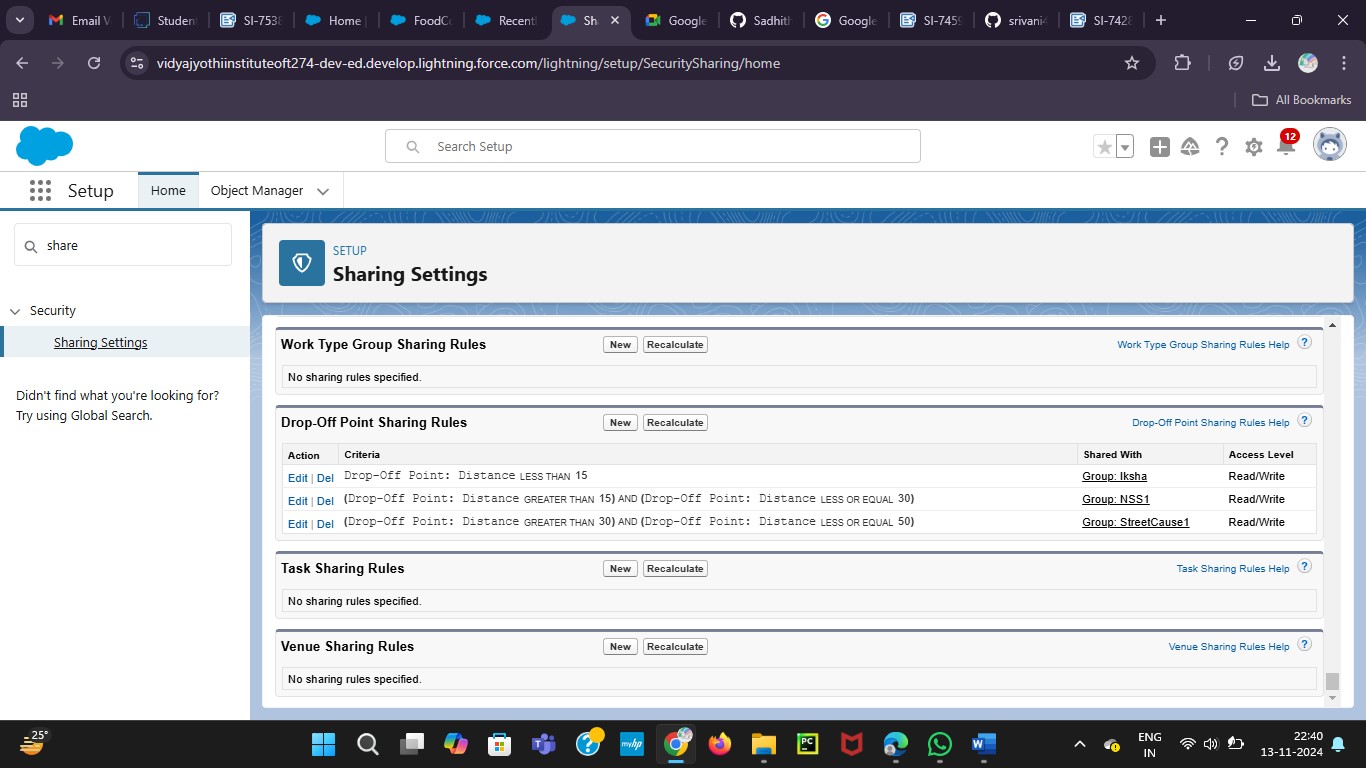 Email V
Student
SI-7538
Home |
FoodCo
Recentl
Sha
Google
Sadhith
Google
SI-7459
srivani4
SI-7428
vidyajyothiinstituteoft274-dev-ed.develop.lightning.force.com/lightning/setup/SecuritySharing/home
All Bookmarks
Search Setup
12
Setup
Home
Object Manager
share
SETUP
Sharing Settings
Security
Sharing Settings
Didn't find what you're looking for?
Try using Global Search.
Work Type Group Sharing Rules New Recalculate Work Type Group Sharing Rules Help ?
No sharing rules specified.
Drop-Off Point Sharing Rules New Recalculate Drop-Off Point Sharing Rules Help ?
Action Criteria Shared With Access Level
Edit | Del Drop-Off Point: Distance LESS THAN 15 Group: Iksha Read/Write
Edit | Del (Drop-Off Point: Distance GREATER THAN 15) AND (Drop-Off Point: Distance LESS OR EQUAL 30) Group: NSS1 Read/Write
Edit | Del (Drop-Off Point: Distance GREATER THAN 30) AND (Drop-Off Point: Distance LESS OR EQUAL 50) Group: StreetCause1 Read/Write
Task Sharing Rules New Recalculate Task Sharing Rules Help ?
No sharing rules specified.
Venue Sharing Rules New Recalculate Venue Sharing Rules Help ?
No sharing rules specified.
25°
myhp
PC
W
ENG
IN
22:40
13-11-2024